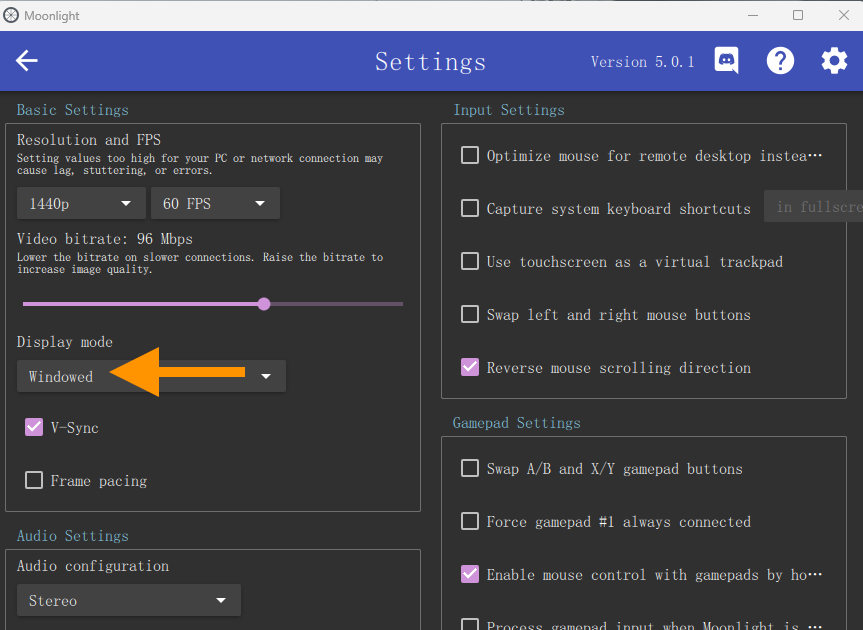 Moonlight
Settings
Version 5.0.1
Basic Settings
Resolution and FPS
Setting values too high for your PC or network connection may
cause lag, stuttering, or errors.
1440p
60 FPS
Video bitrate: 96 Mbps
Lower the bitrate on slower connections. Raise the bitrate to
increase image quality.
Display mode
Windowed
V-Sync
Frame pacing
Audio Settings
Audio configuration
Stereo
Input Settings
Optimize mouse for remote desktop instea…
Capture system keyboard shortcuts
in fullscre
Use touchscreen as a virtual trackpad
Swap left and right mouse buttons
Reverse mouse scrolling direction
Gamepad Settings
Swap A/B and X/Y gamepad buttons
Force gamepad #1 always connected
Enable mouse control with gamepads by ho…
Process gamepad input when Moonlight is …